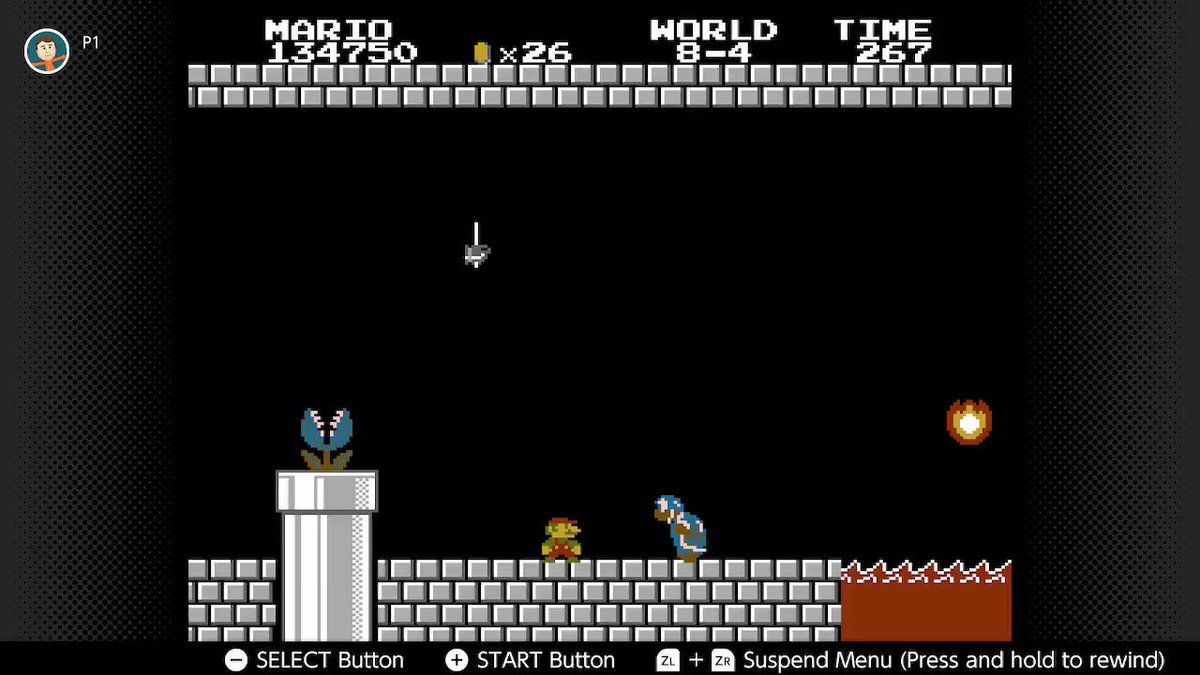 P1
MARIO WORLD TIME
134750 ×26 8-4 267
− SELECT Button + START Button ZL + ZR Suspend Menu (Press and hold to rewind)